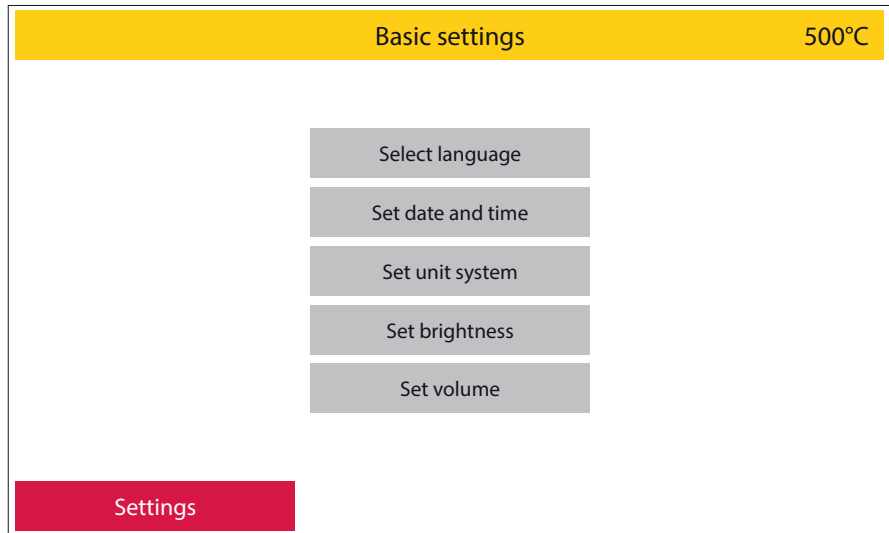 Basic settings 500°C
Select language
Set date and time
Set unit system
Set brightness
Set volume
Settings